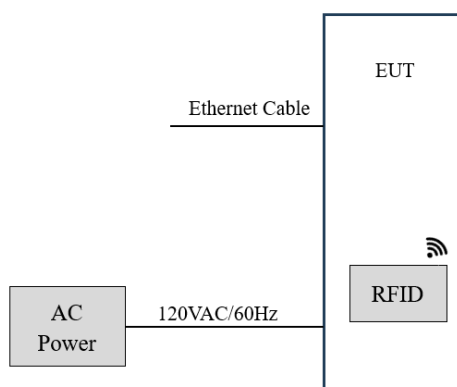 EUT
Ethernet Cable
RFID
AC
Power
120VAC/60Hz